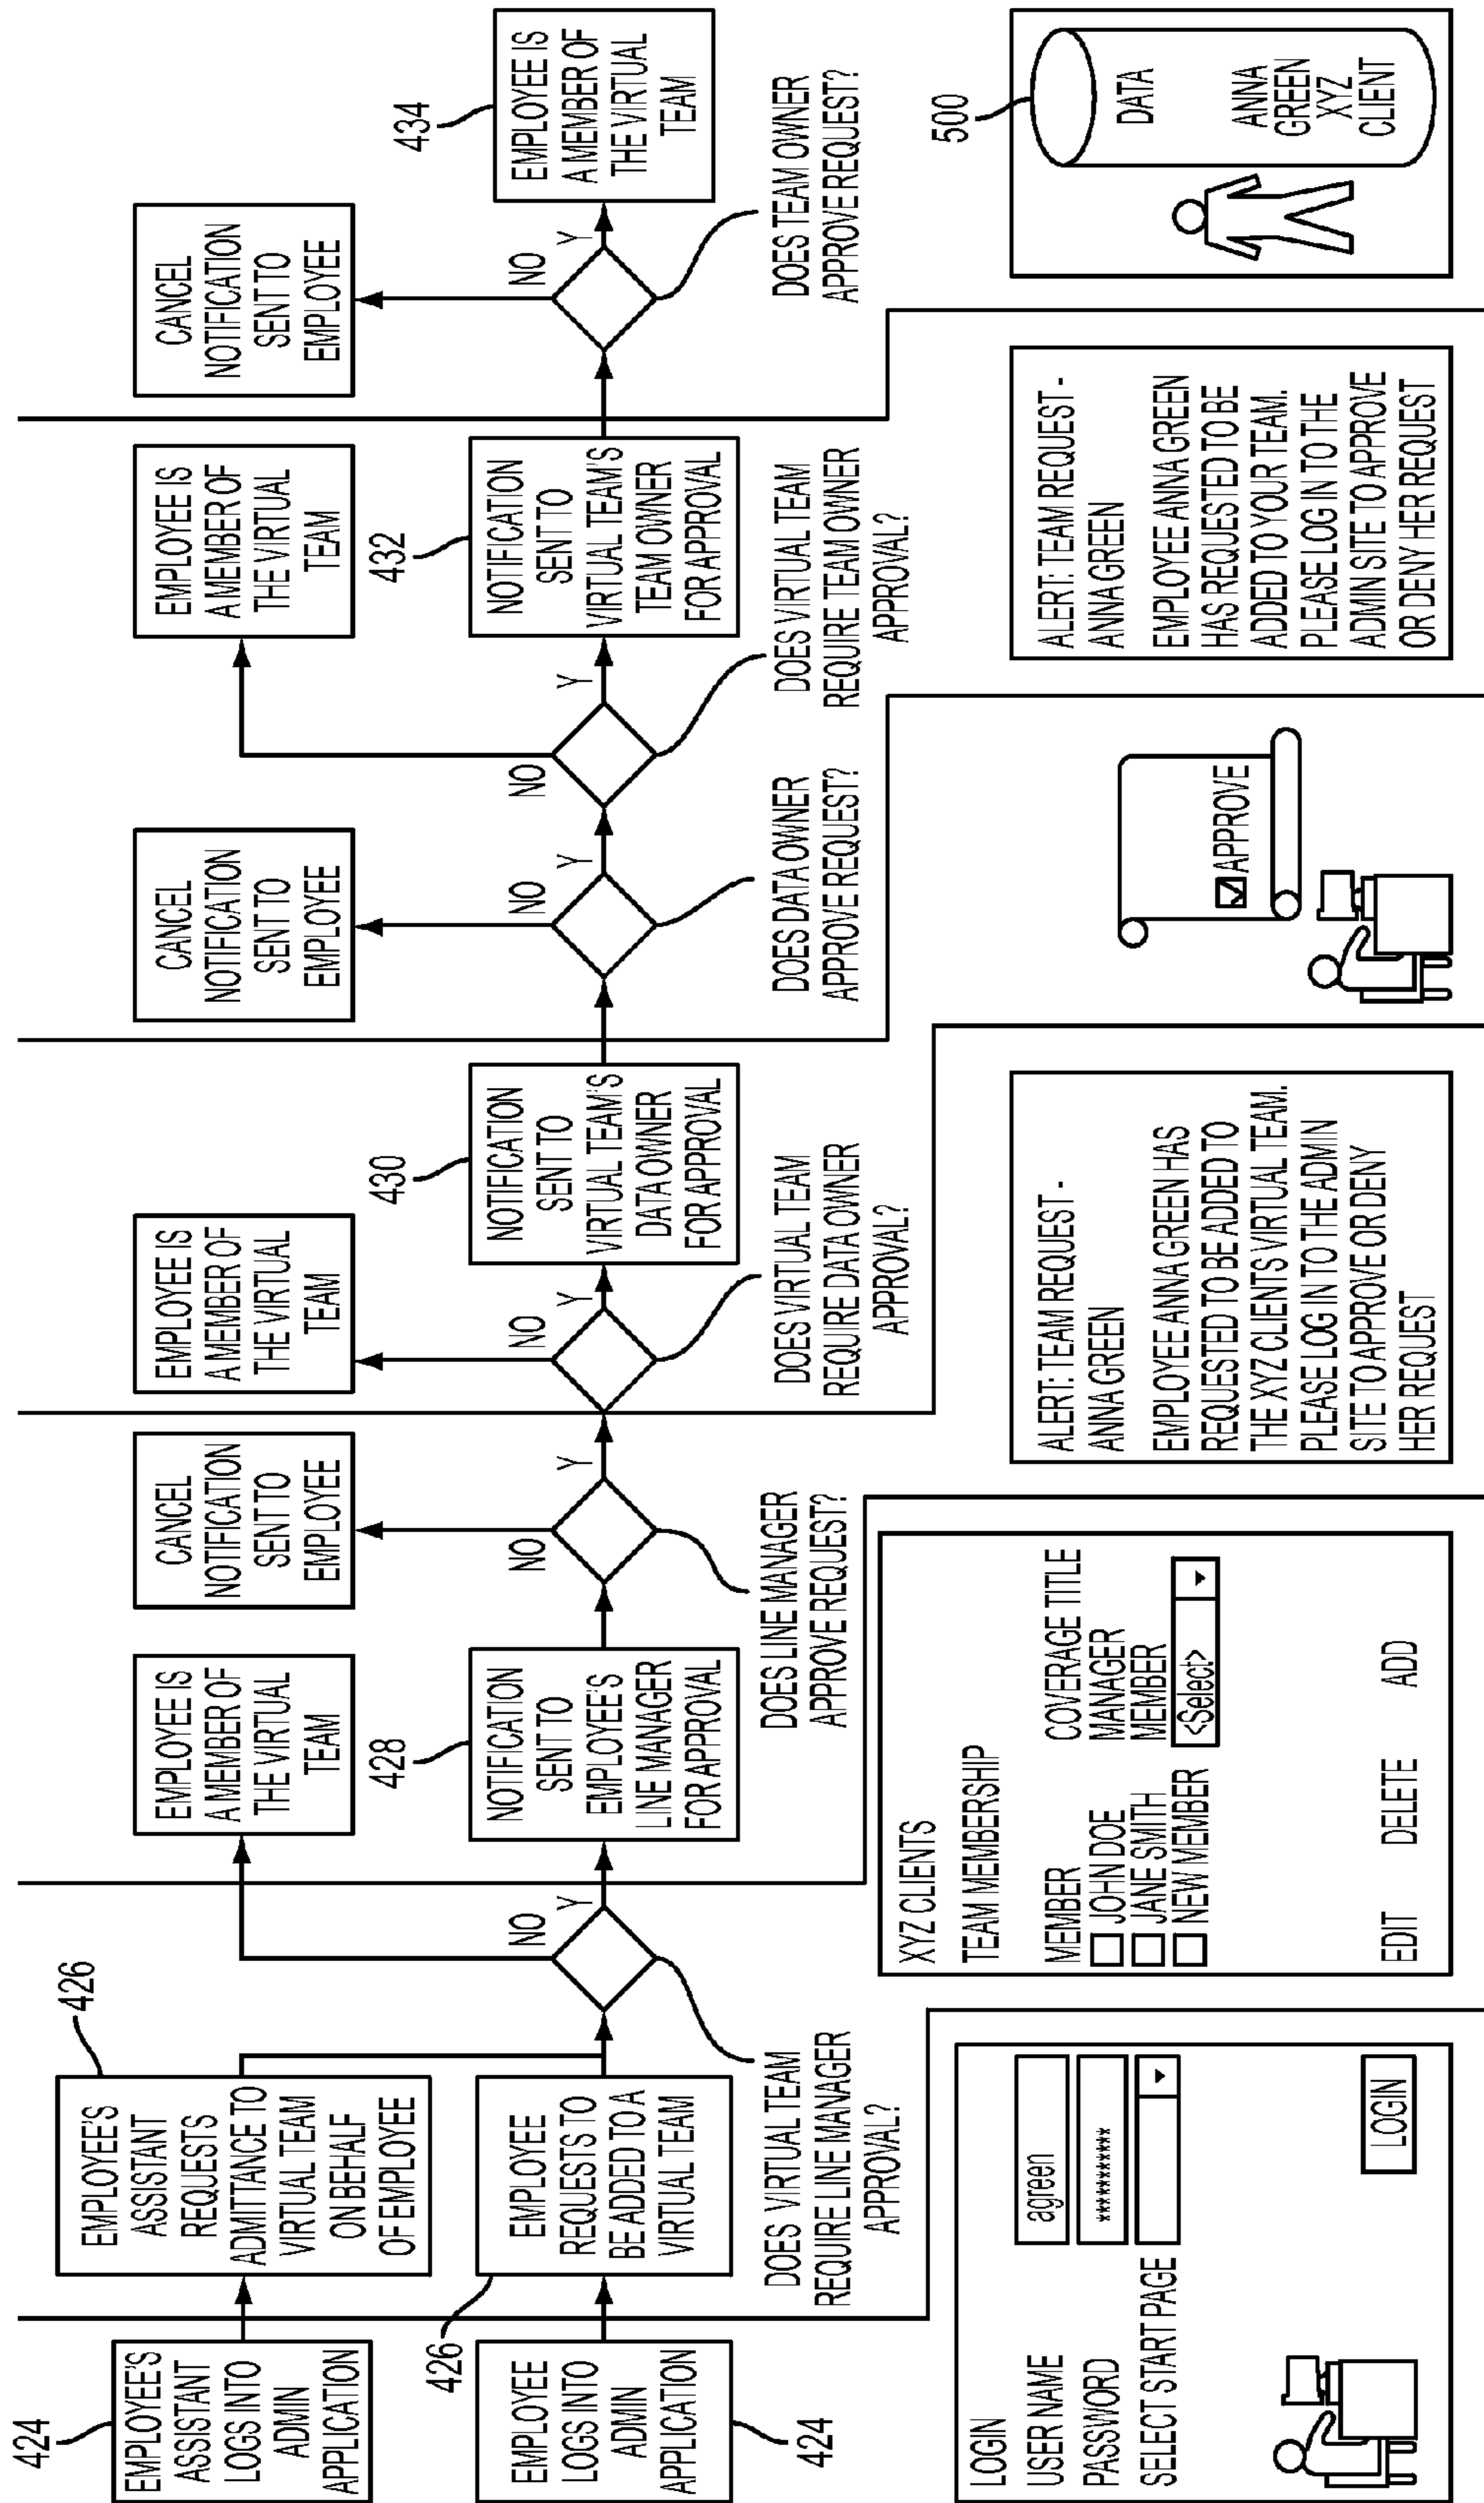 424
EMPLOYEE'S
ASSISTANT
LOGS INTO
ADMIN
APPLICATION
EMPLOYEE
LOGS INTO
ADMIN
APPLICATION
424
426
EMPLOYEE'S
ASSISTANT
REQUESTS
ADMITTANCE TO
VIRTUAL TEAM
ON BEHALF
OF EMPLOYEE
426
EMPLOYEE
REQUESTS TO
BE ADDED TO A
VIRTUAL TEAM
DOES VIRTUAL TEAM
REQUIRE LINE MANAGER
APPROVAL?
NO
Y
EMPLOYEE IS
A MEMBER OF
THE VIRTUAL
TEAM
428
NOTIFICATION
SENT TO
EMPLOYEE'S
LINE MANAGER
FOR APPROVAL
CANCEL
NOTIFICATION
SENT TO
EMPLOYEE
NO
Y
DOES LINE MANAGER
APPROVE REQUEST?
EMPLOYEE IS
A MEMBER OF
THE VIRTUAL
TEAM
NO
Y
DOES VIRTUAL TEAM
REQUIRE DATA OWNER
APPROVAL?
430
NOTIFICATION
SENT TO
VIRTUAL TEAM'S
DATA OWNER
FOR APPROVAL
CANCEL
NOTIFICATION
SENT TO
EMPLOYEE
NO
Y
DOES DATA OWNER
APPROVE REQUEST?
EMPLOYEE IS
A MEMBER OF
THE VIRTUAL
TEAM
NO
Y
DOES VIRTUAL TEAM
REQUIRE TEAM OWNER
APPROVAL?
432
NOTIFICATION
SENT TO
VIRTUAL TEAM'S
TEAM OWNER
FOR APPROVAL
CANCEL
NOTIFICATION
SENT TO
EMPLOYEE
NO
Y
DOES TEAM OWNER
APPROVE REQUEST?
434
EMPLOYEE IS
A MEMBER OF
THE VIRTUAL
TEAM
LOGIN
USER NAME agreen
PASSWORD **********
SELECT START PAGE
LOGIN
XYZ CLIENTS
TEAM MEMBERSHIP
MEMBER COVERAGE TITLE
JOHN DOE MANAGER
JANE SMITH MEMBER
NEW MEMBER <Select>
EDIT DELETE ADD
ALERT: TEAM REQUEST -
ANNA GREEN
EMPLOYEE ANNA GREEN HAS
REQUESTED TO BE ADDED TO
THE XYZ CLIENTS VIRTUAL TEAM.
PLEASE LOG IN TO THE ADMIN
SITE TO APPROVE OR DENY
HER REQUEST
APPROVE
ALERT: TEAM REQUEST -
ANNA GREEN
EMPLOYEE ANNA GREEN
HAS REQUESTED TO BE
ADDED TO YOUR TEAM.
PLEASE LOG IN TO THE
ADMIN SITE TO APPROVE
OR DENY HER REQUEST
500
DATA
ANNA
GREEN
XYZ
CLIENT